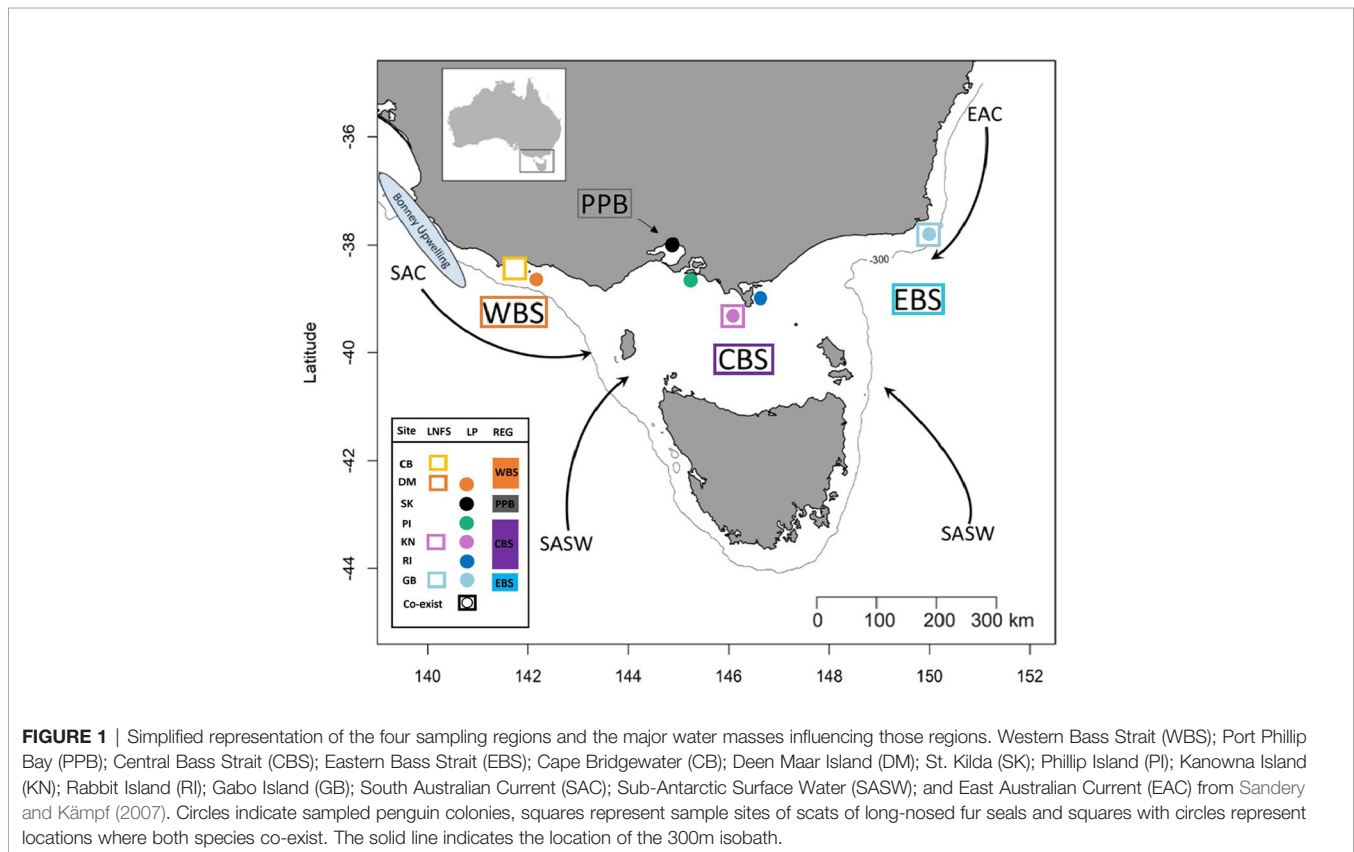 EAC
-36
PPB
Bonney Upwelling
-38
SAC
-300
WBS
EBS
Latitude
-40
CBS
Site LNFS LP REG
CB
WBS
DM
SK PPB
PI
KN CBS
RI
GB EBS
Co-exist
-42
SASW
SASW
-44
0 100 200 300 km
140 142 144 146 148 150 152
FIGURE 1 | Simplified representation of the four sampling regions and the major water masses influencing those regions. Western Bass Strait (WBS); Port Phillip
Bay (PPB); Central Bass Strait (CBS); Eastern Bass Strait (EBS); Cape Bridgewater (CB); Deen Maar Island (DM); St. Kilda (SK); Phillip Island (PI); Kanowna Island
(KN); Rabbit Island (RI); Gabo Island (GB); South Australian Current (SAC); Sub-Antarctic Surface Water (SASW); and East Australian Current (EAC) from Sandery
and Kämpf (2007). Circles indicate sampled penguin colonies, squares represent sample sites of scats of long-nosed fur seals and squares with circles represent
locations where both species co-exist. The solid line indicates the location of the 300m isobath.